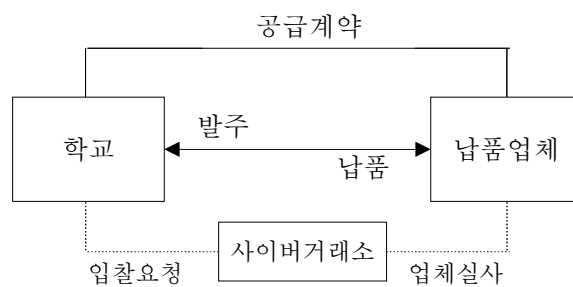 공급계약
학교
발주
납품
납품업체
사이버거래소
입찰요청
업체실사